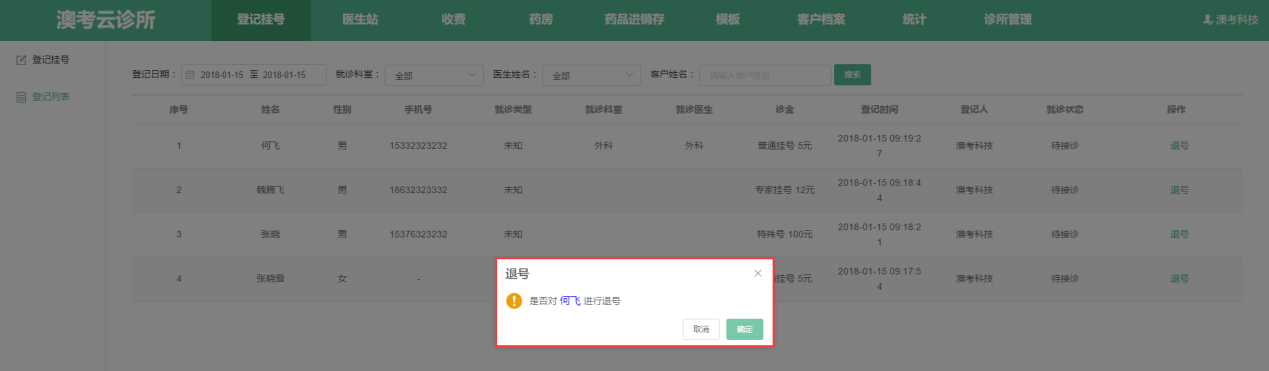 澳考云诊所 登记挂号 医生站 收费 药房 药品进销存 模板 客户档案 统计 诊所管理 澳考科技
登记挂号
登记列表
登记日期： 2018-01-15 至 2018-01-15 就诊科室： 全部 医生姓名： 全部 客户姓名： 请输入客户姓名 搜索
序号 姓名 性别 手机号 就诊类型 就诊科室 就诊医生 诊金 登记时间 登记人 就诊状态 操作
1 何飞 男 15332323232 未知 外科 外科 普通挂号 5元 2018-01-15 09:19:2
7 澳考科技 待接诊 退号
2 魏腾飞 男 18632323332 未知 专家挂号 12元 2018-01-15 09:18:4
4 澳考科技 待接诊 退号
3 张晓 男 15376323232 未知 特殊号 100元 2018-01-15 09:18:2
1 澳考科技 待接诊 退号
4 张晓雪 女 - 挂号 5元 2018-01-15 09:17:5
4 澳考科技 待接诊 退号
退号
是否对 何飞 进行退号
取消 确定